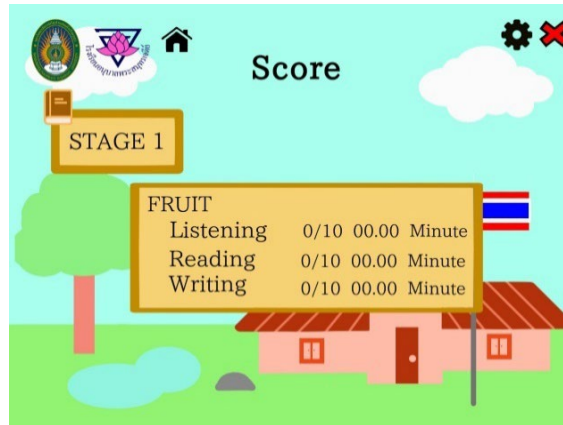 Score
STAGE 1
FRUIT
Listening 0/10 00.00 Minute
Reading 0/10 00.00 Minute
Writing 0/10 00.00 Minute